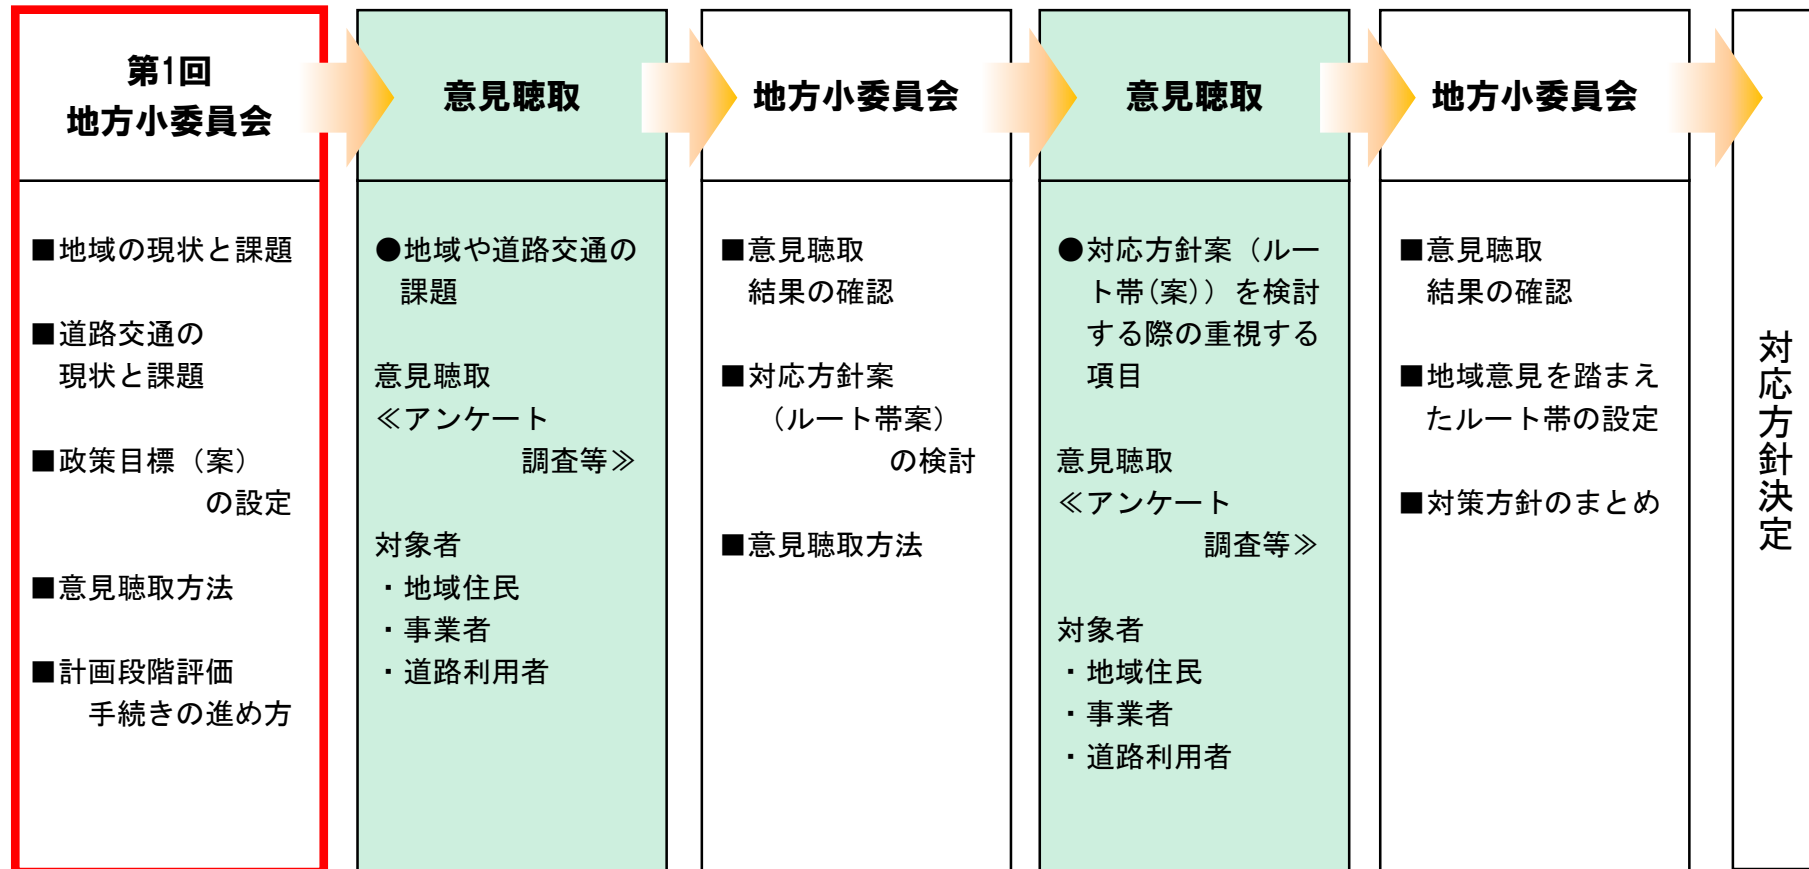 第1回
地方小委員会
■地域の現状と課題
■道路交通の
現状と課題
■政策目標（案）
の設定
■意見聴取方法
■計画段階評価
手続きの進め方
意見聴取
●地域や道路交通の
課題
意見聴取
≪アンケート
調査等≫
対象者
・地域住民
・事業者
・道路利用者
地方小委員会
■意見聴取
結果の確認
■対応方針案
（ルート帯案）
の検討
■意見聴取方法
意見聴取
●対応方針案（ルー
ト帯(案)）を検討
する際の重視する
項目
意見聴取
≪アンケート
調査等≫
対象者
・地域住民
・事業者
・道路利用者
地方小委員会
■意見聴取
結果の確認
■地域意見を踏まえ
たルート帯の設定
■対策方針のまとめ
対応方針決定